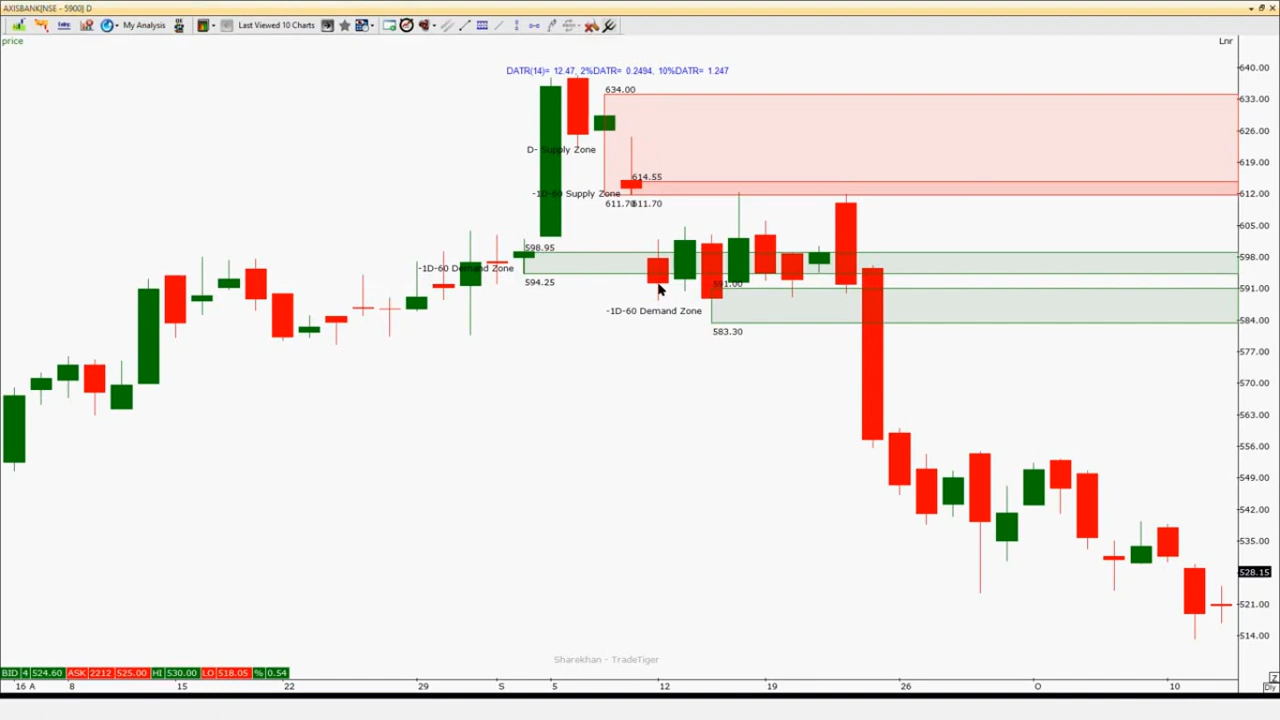 AXISBANK[NSE - 5900] D
My Analysis
Last Viewed 10 Charts
price
Lnr
DATR(14)= 12.47, 2%DATR= 0.2494, 10%DATR= 1.247
640.00
634.00
633.00
626.00
D- Supply Zone
619.00
614.55
-1D-60 Supply Zone
612.00
611.70
611.70
605.00
598.95
598.00
-1D-60 Demand Zone
594.25
591.00
591.00
-1D-60 Demand Zone
584.00
583.30
577.00
570.00
563.00
556.00
549.00
542.00
535.00
528.15
521.00
514.00
Sharekhan - TradeTiger
BID 4 524.60 ASK 2212 525.00 HI 530.00 LO 518.05 % 0.54
Z
16 A 8 15 22 29 S 5 12 19 26 O 10 Dly